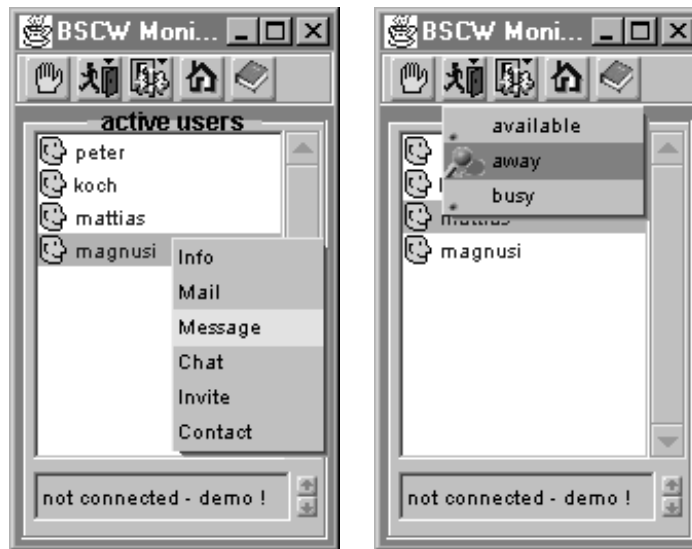 BSCW Moni...
active users
peter
koch
mattias
magnusi
Info
Mail
Message
Chat
Invite
Contact
not connected - demo !
BSCW Moni...
available
away
busy
mattias
magnusi
not connected - demo !